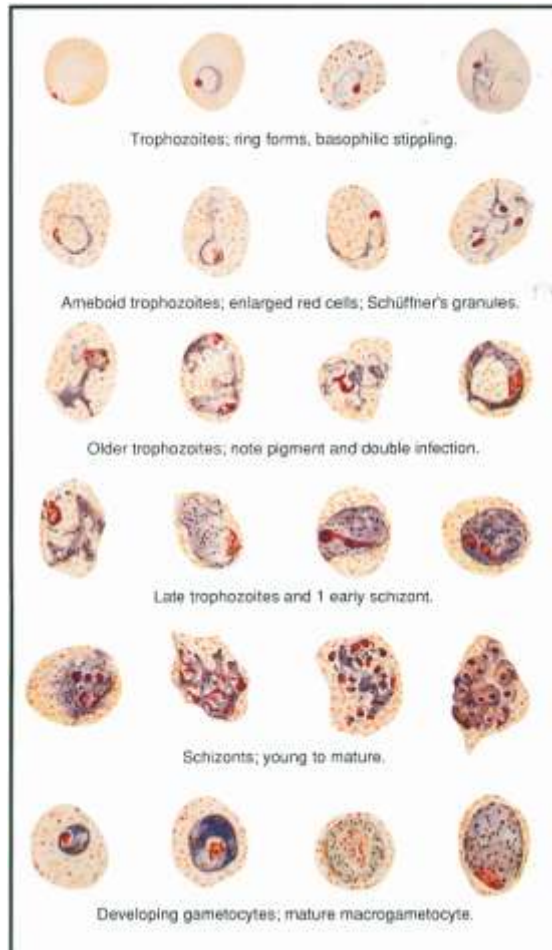 Trophozoites; ring forms, basophilic stippling.
Ameboid trophozoites; enlarged red cells; Schüffner's granules.
Older trophozoites; note pigment and double infection.
Late trophozoites and 1 early schizont.
Schizonts; young to mature.
Developing gametocytes; mature macrogametocyte.